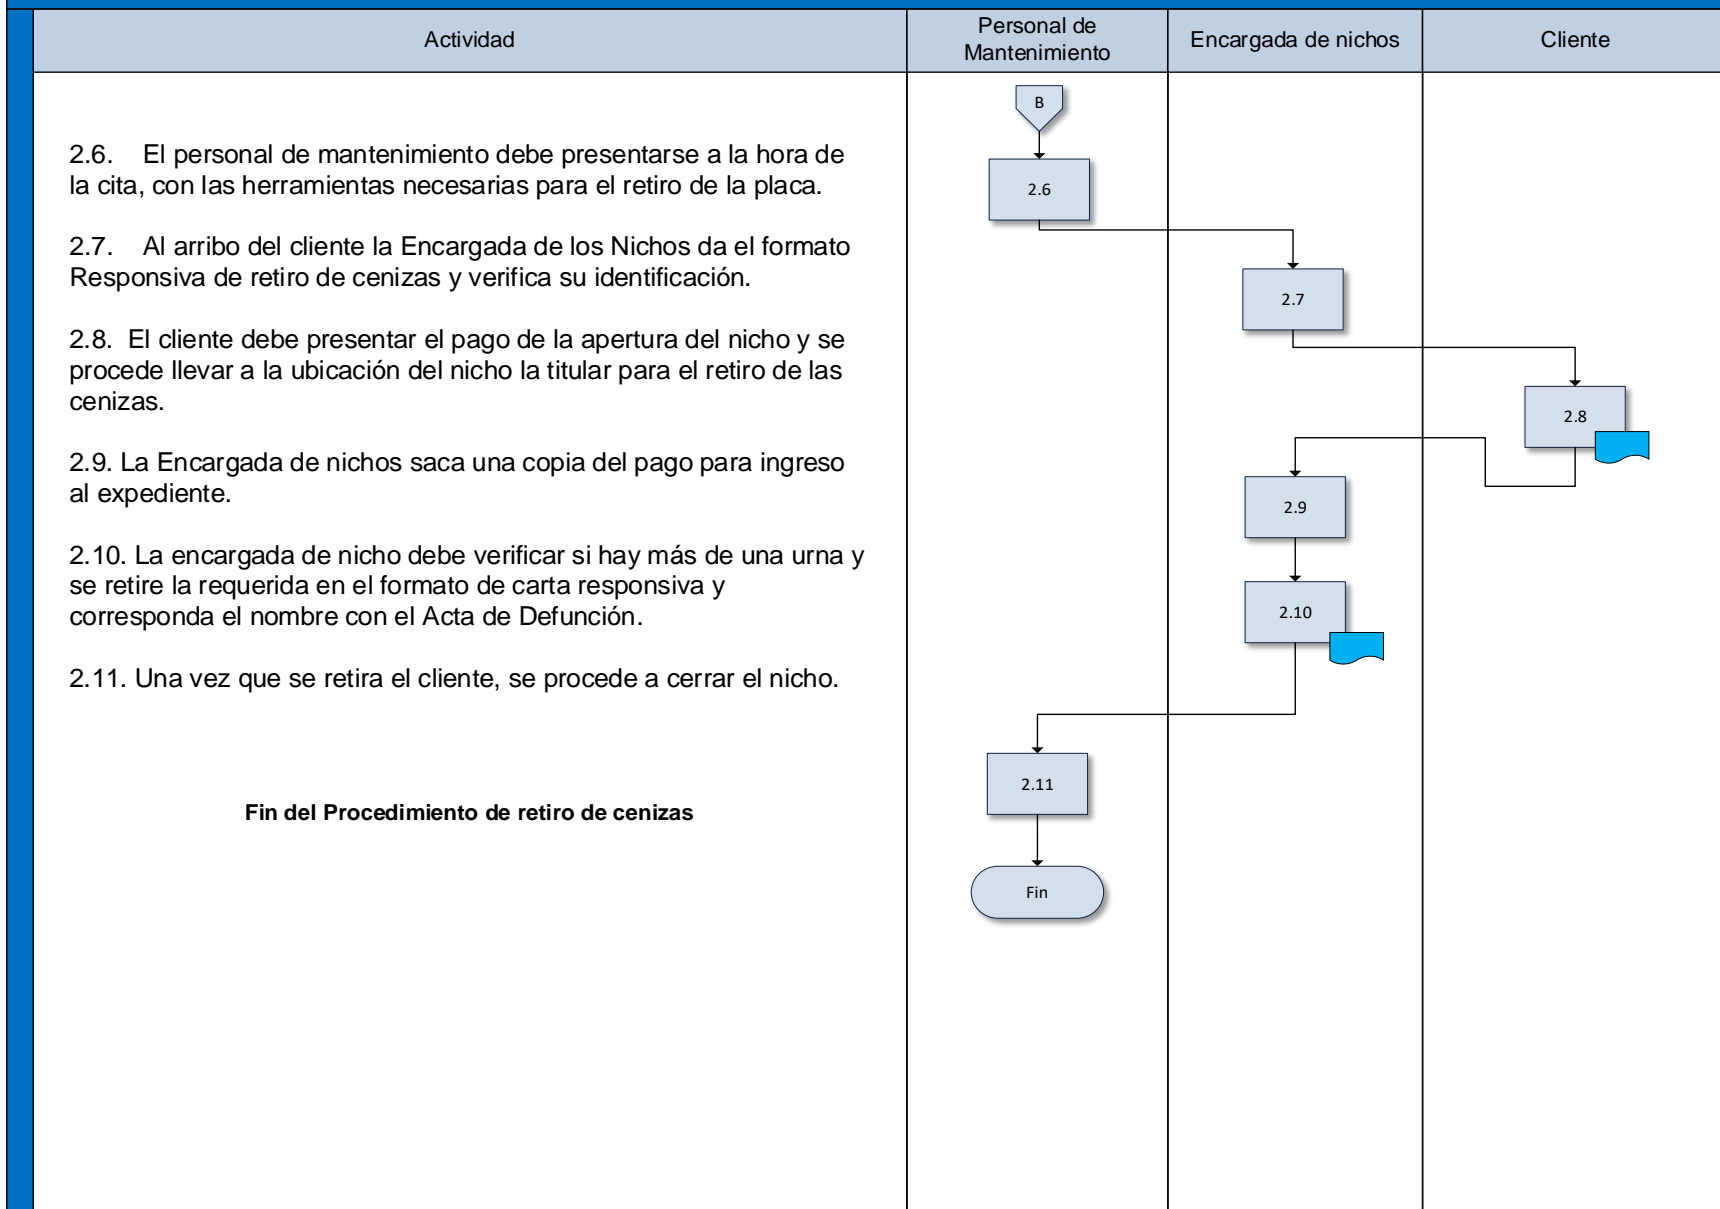 Actividad
Personal de
Mantenimiento
Encargada de nichos
Cliente
2.6. El personal de mantenimiento debe presentarse a la hora de
la cita, con las herramientas necesarias para el retiro de la placa.
2.7. Al arribo del cliente la Encargada de los Nichos da el formato
Responsiva de retiro de cenizas y verifica su identificación.
2.8. El cliente debe presentar el pago de la apertura del nicho y se
procede llevar a la ubicación del nicho la titular para el retiro de las
cenizas.
2.9. La Encargada de nichos saca una copia del pago para ingreso
al expediente.
2.10. La encargada de nicho debe verificar si hay más de una urna y
se retire la requerida en el formato de carta responsiva y
corresponda el nombre con el Acta de Defunción.
2.11. Una vez que se retira el cliente, se procede a cerrar el nicho.
Fin del Procedimiento de retiro de cenizas
B
2.6
2.7
2.8
2.9
2.10
2.11
Fin